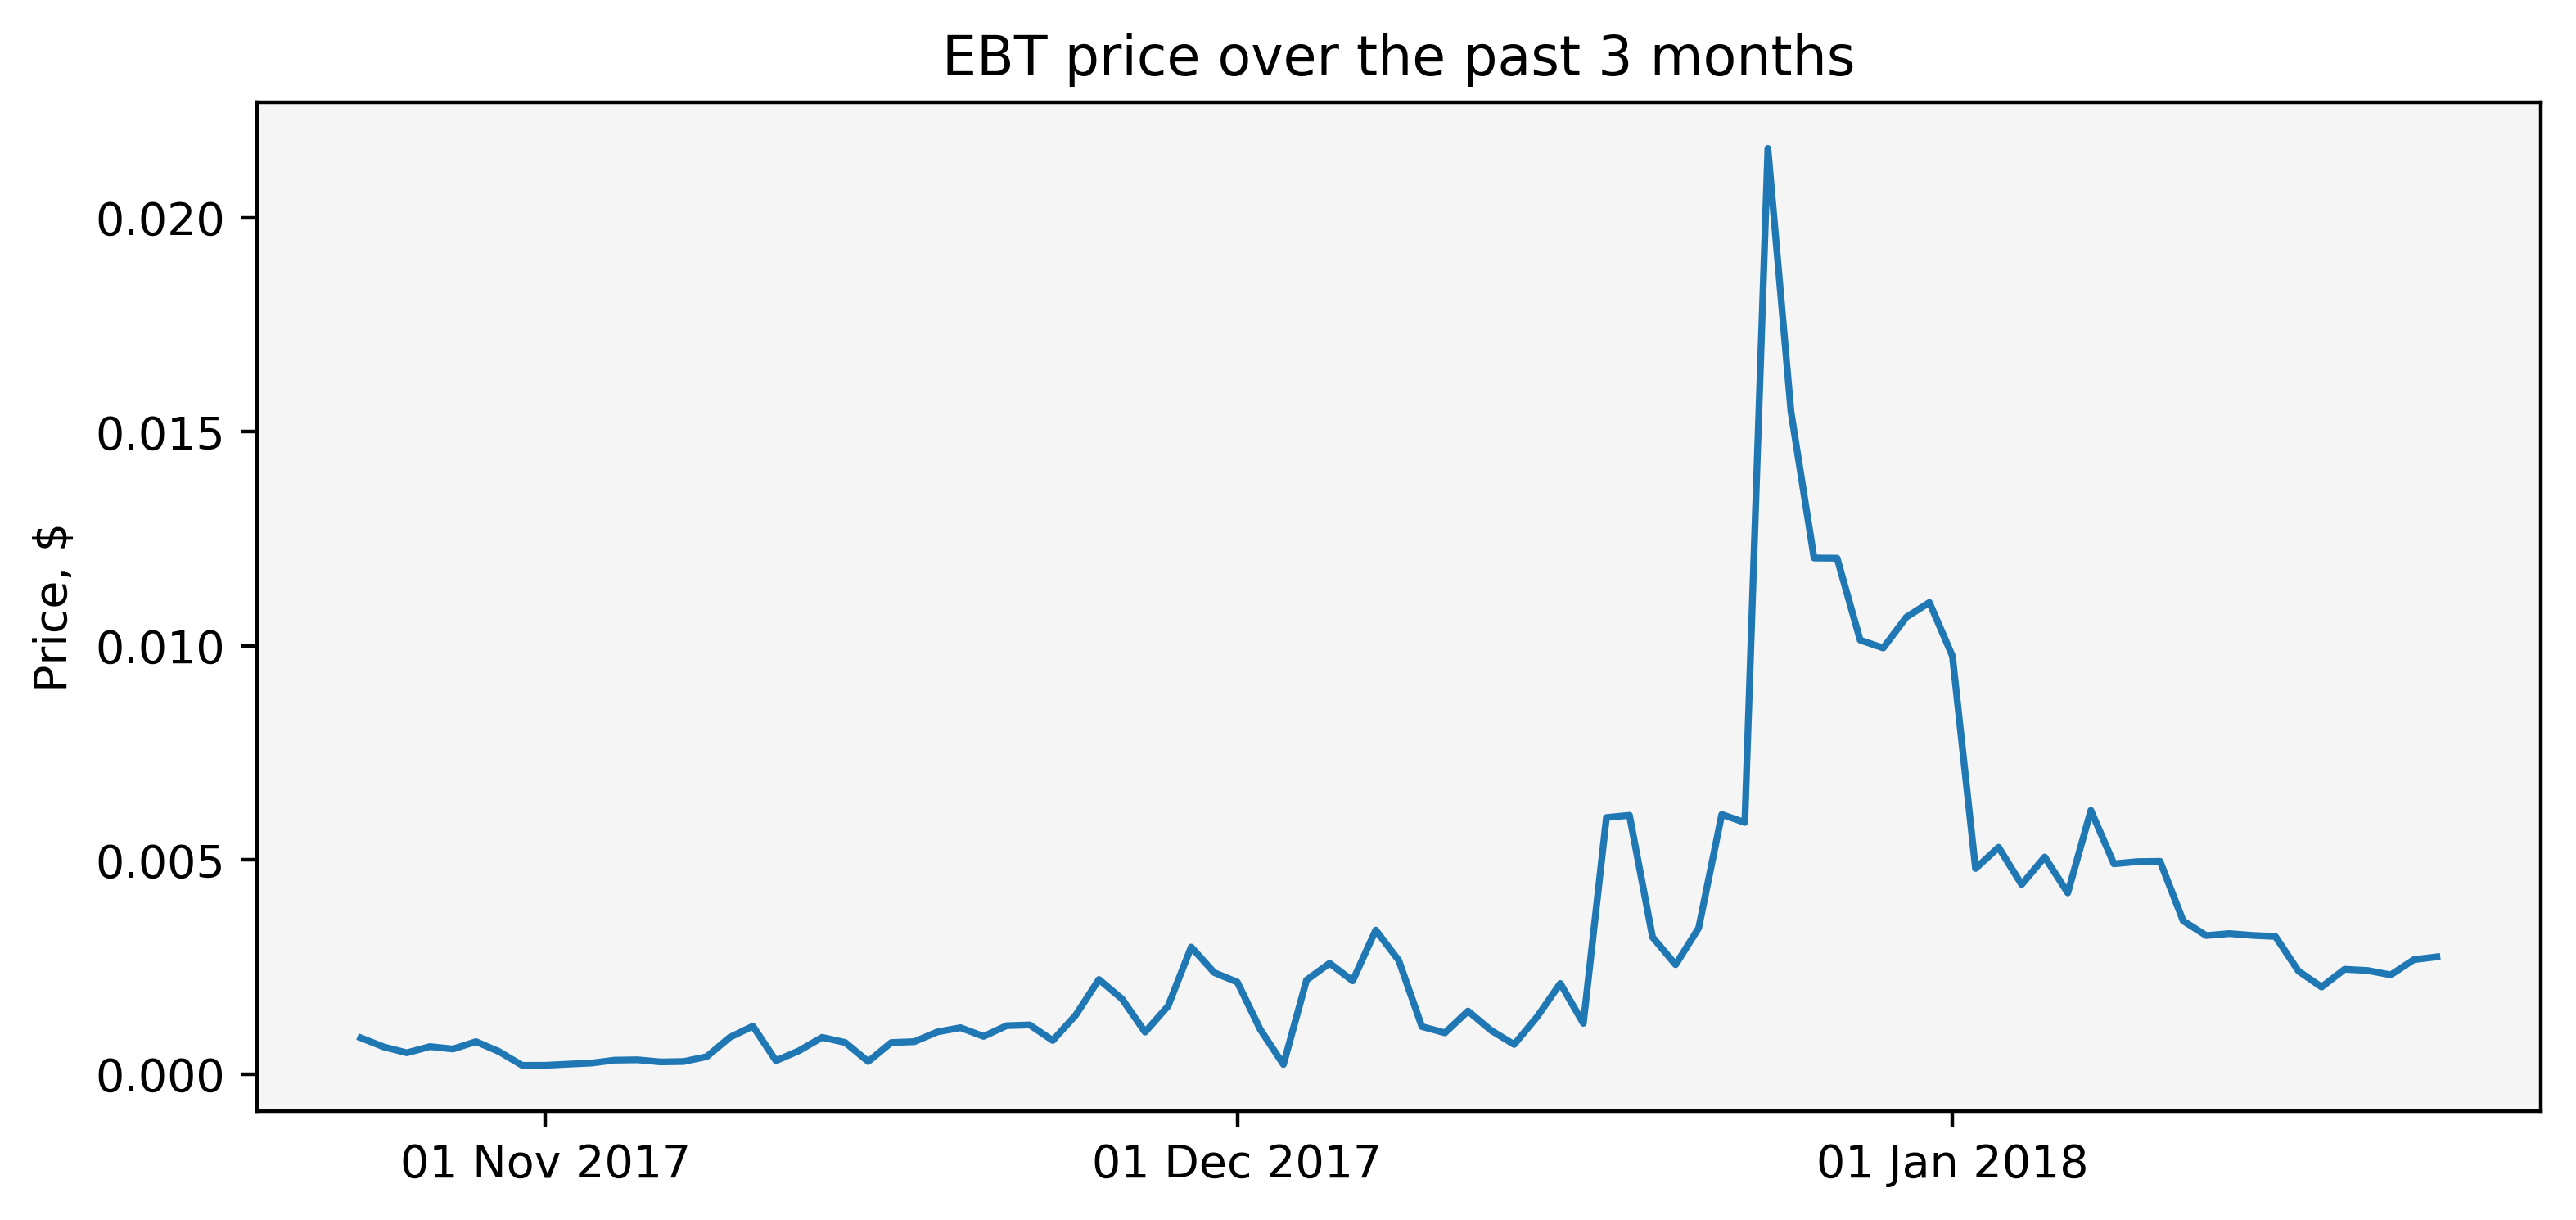 EBT price over the past 3 months
0.020
0.015
0.010
0.005
0.000
Price, $
01 Nov 2017
01 Dec 2017
01 Jan 2018